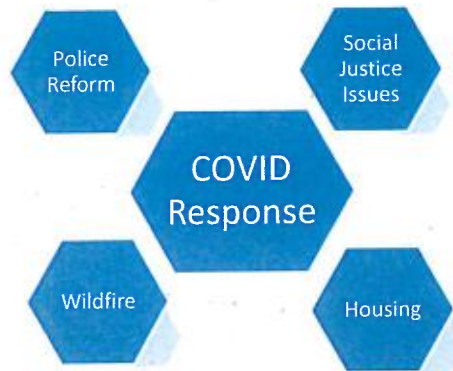 Police
Reform
Social
Justice
Issues
COVID
Response
Wildfire
Housing